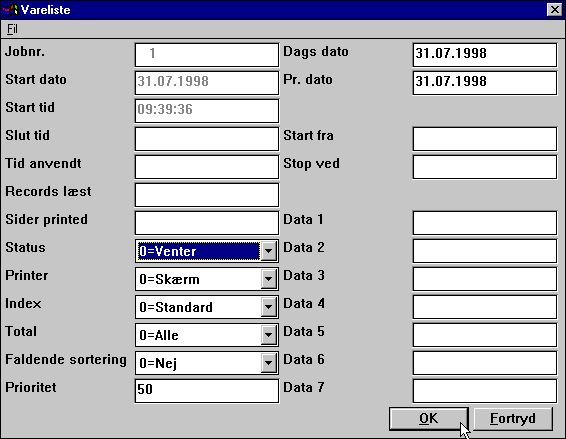 Vareliste
Fil
Jobnr. 1 Dags dato 31.07.1998
Start dato 31.07.1998 Pr. dato 31.07.1998
Start tid 09:39:36
Slut tid Start fra
Tid anvendt Stop ved
Records læst
Sider printed Data 1
Status 0=Venter Data 2
Printer 0=Skærm Data 3
Index 0=Standard Data 4
Total 0=Alle Data 5
Faldende sortering 0=Nej Data 6
Prioritet 50 Data 7
OK Fortryd